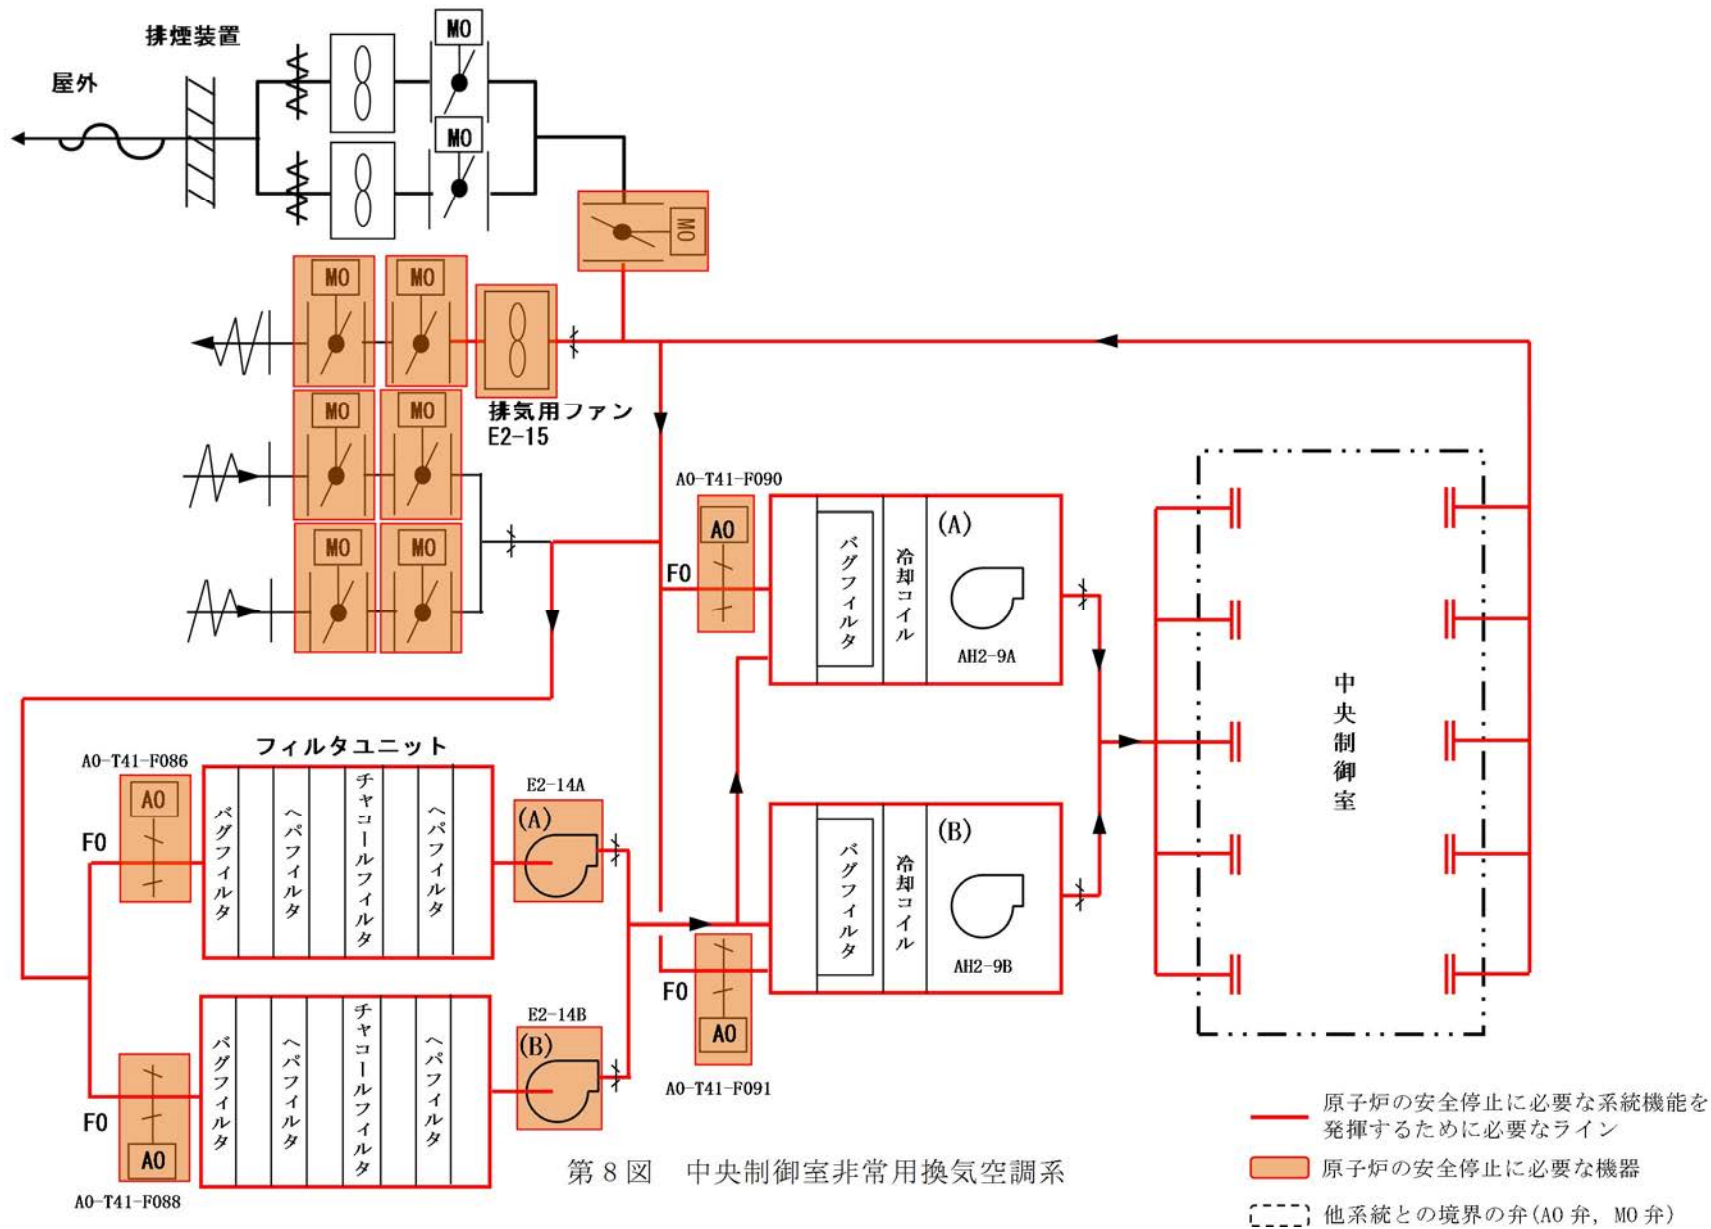 排煙装置
屋外
MO
MO
MO
MO
MO
排気用ファン
E2-15
MO
MO
MO
MO
AO-T41-F090
AO
FO
バグフィルタ
冷却コイル
(A)
AH2-9A
中央制御室
フィルタユニット
AO-T41-F086
AO
FO
バグフィルタ
ヘパフィルタ
チャコールフィルタ
ヘパフィルタ
E2-14A
(A)
バグフィルタ
冷却コイル
(B)
AH2-9B
FO
AO
AO-T41-F091
バグフィルタ
ヘパフィルタ
チャコールフィルタ
ヘパフィルタ
E2-14B
(B)
FO
AO
AO-T41-F088
第8図 中央制御室非常用換気空調系
原子炉の安全停止に必要な系統機能を
発揮するために必要なライン
原子炉の安全停止に必要な機器
他系統との境界の弁(AO 弁, MO 弁)